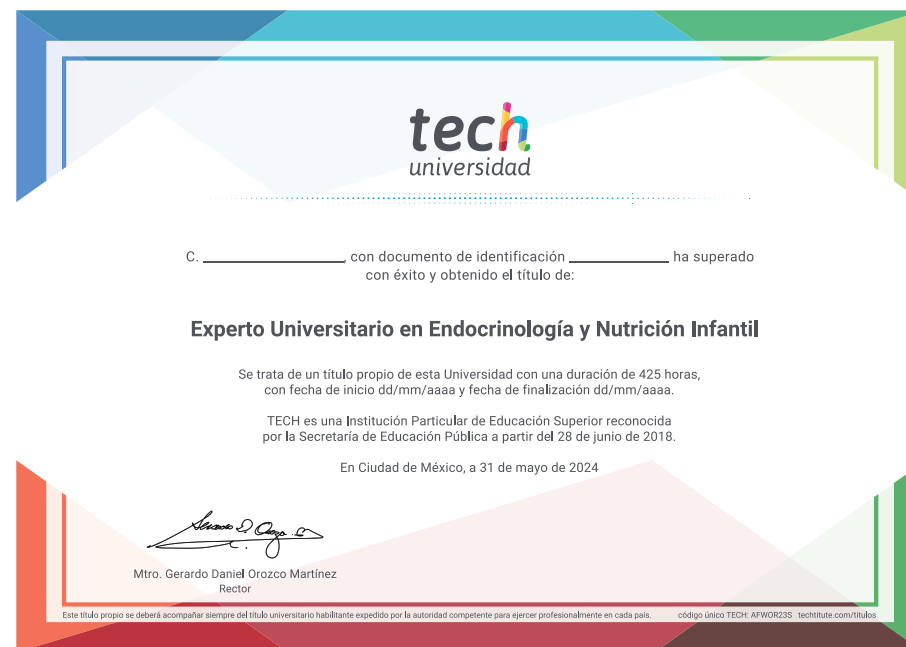 tech
universidad
C. ____________, con documento de identificación ____________ ha superado
con éxito y obtenido el título de:
Experto Universitario en Endocrinología y Nutrición Infantil
Se trata de un título propio de esta Universidad con una duración de 425 horas,
con fecha de inicio dd/mm/aaaa y fecha de finalización dd/mm/aaaa.
TECH es una Institución Particular de Educación Superior reconocida
por la Secretaría de Educación Pública a partir del 28 de junio de 2018.
En Ciudad de México, a 31 de mayo de 2024
Mtro. Gerardo Daniel Orozco Martínez
Rector
Este título propio se deberá acompañar siempre del título universitario habilitante expedido por la autoridad competente para ejercer profesionalmente en cada país. código único TECH: AFWOR23S techtitute.com/titulos